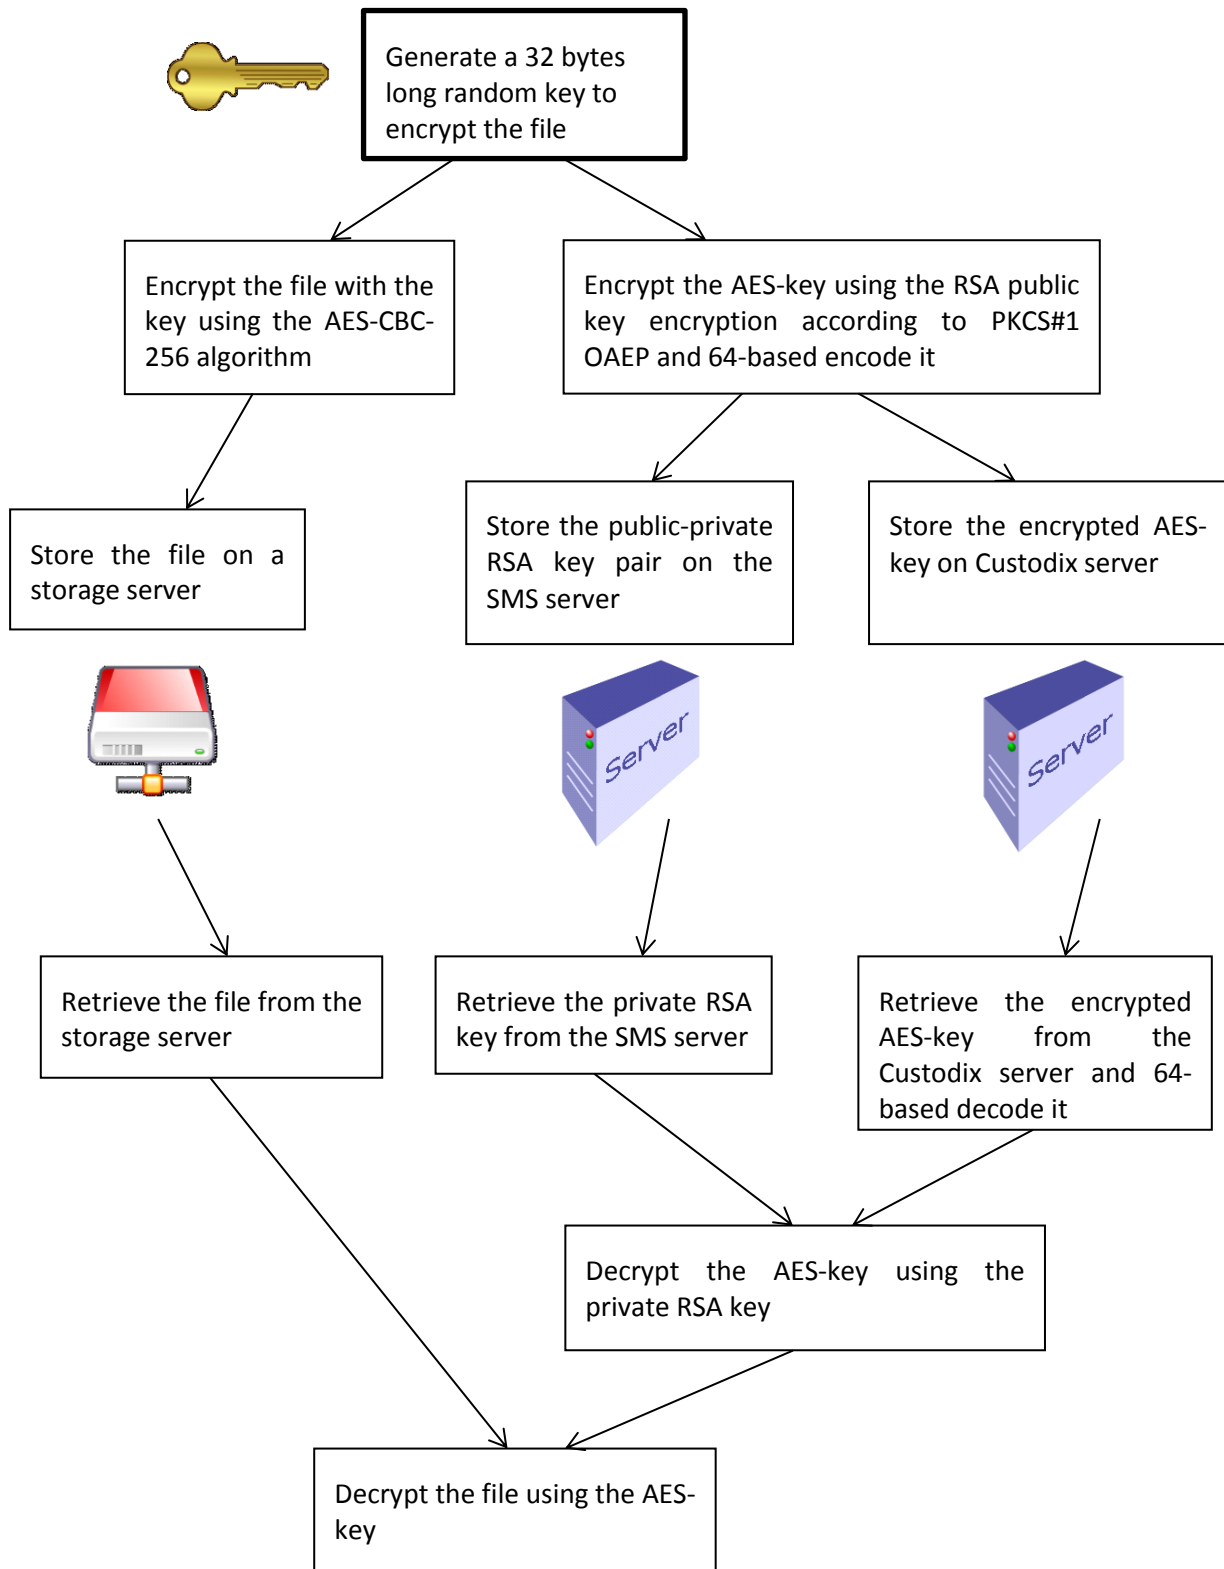 Generate a 32 bytes
long random key to
encrypt the file
Encrypt the file with the
key using the AES-CBC-
256 algorithm
Encrypt the AES-key using the RSA public
key encryption according to PKCS#1
OAEP and 64-based encode it
Store the file on a
storage server
Store the public-private
RSA key pair on the
SMS server
Store the encrypted AES-
key on Custodix server
Server
Server
Retrieve the file from the
storage server
Retrieve the private RSA
key from the SMS server
Retrieve the encrypted
AES-key from the
Custodix server and 64-
based decode it
Decrypt the AES-key using the
private RSA key
Decrypt the file using the AES-
key